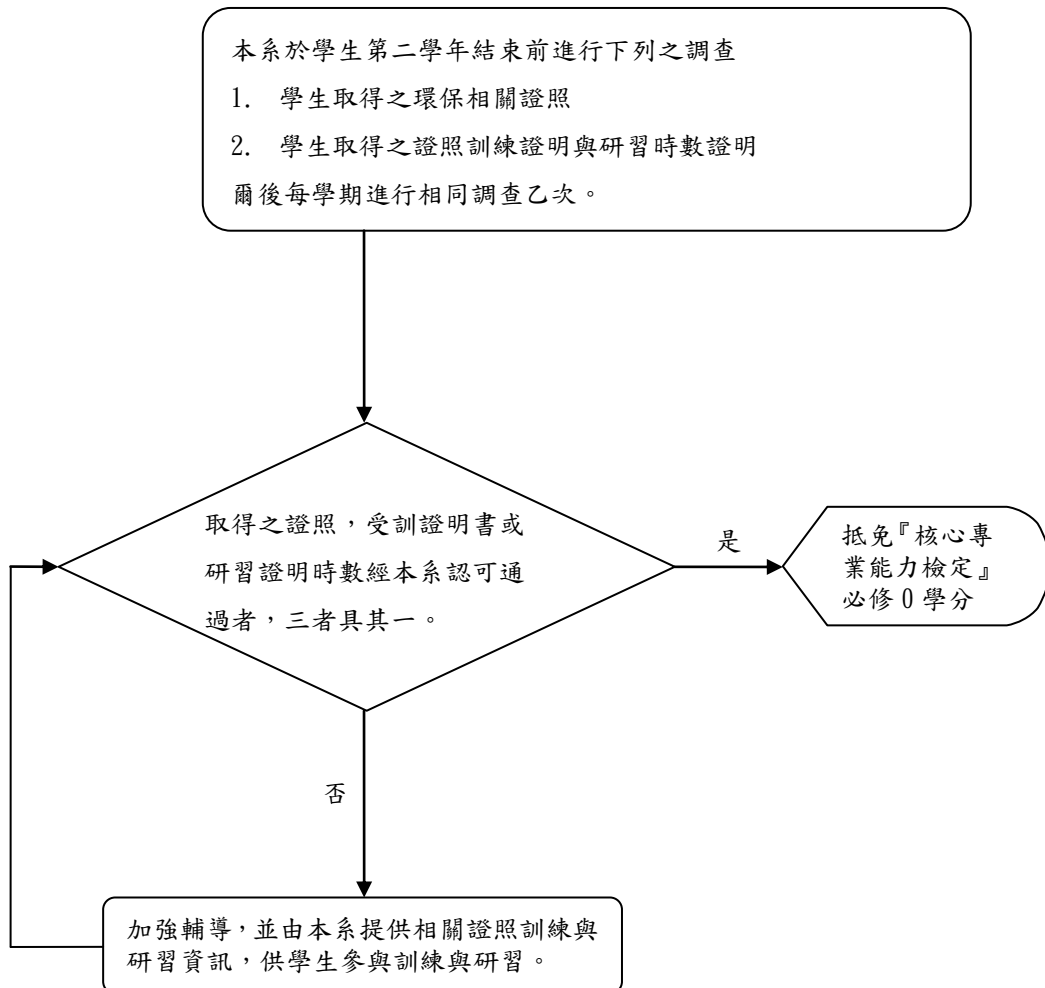 本系於學生第二學年結束前進行下列之調查
1. 學生取得之環保相關證照
2. 學生取得之證照訓練證明與研習時數證明
爾後每學期進行相同調查乙次。
取得之證照，受訓證明書或
研習證明時數經本系認可通
過者，三者具其一。
是
抵免『核心專
業能力檢定』
必修 0 學分
否
加強輔導，並由本系提供相關證照訓練與
研習資訊，供學生參與訓練與研習。